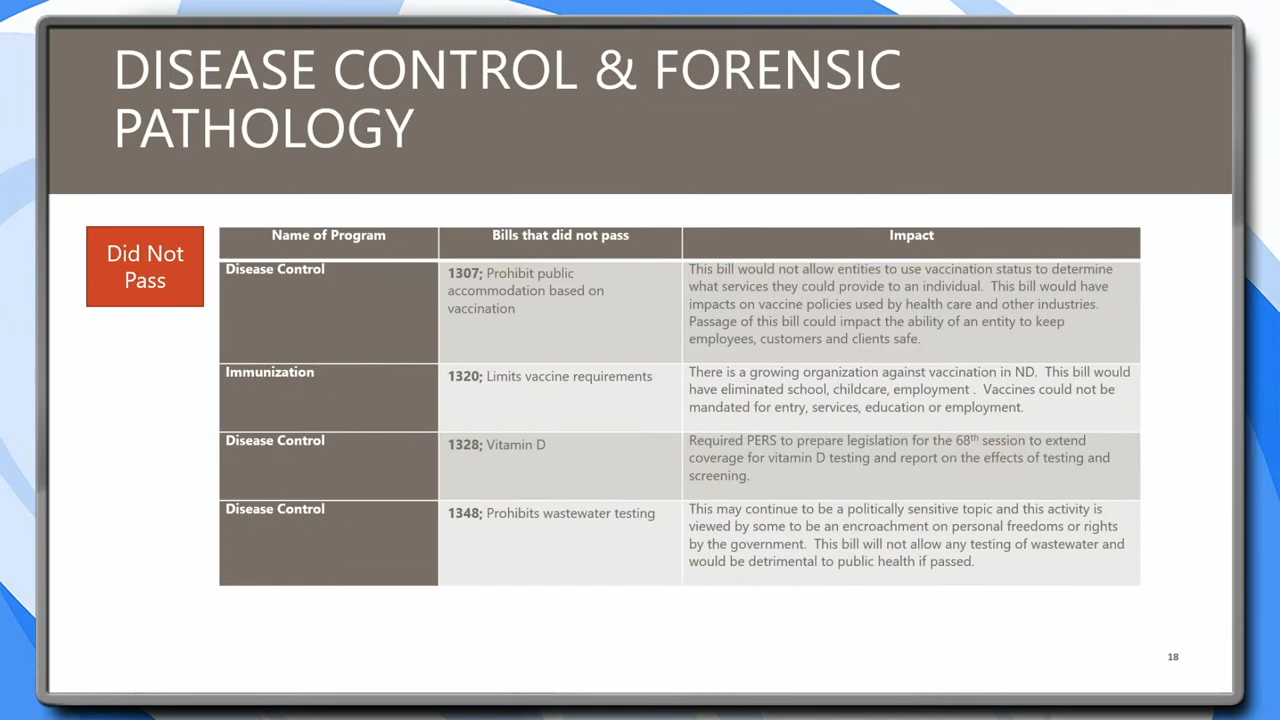 DISEASE CONTROL & FORENSIC
PATHOLOGY
Did Not
Pass
Name of Program
Bills that did not pass
Impact
Disease Control
1307; Prohibit public
accommodation based on
vaccination
This bill would not allow entities to use vaccination status to determine
what services they could provide to an individual.  This bill would have
impacts on vaccine policies used by health care and other industries.
Passage of this bill could impact the ability of an entity to keep
employees, customers and clients safe.
Immunization
1320; Limits vaccine requirements
There is a growing organization against vaccination in ND.  This bill would
have eliminated school, childcare, employment .  Vaccines could not be
mandated for entry, services, education or employment.
Disease Control
1328; Vitamin D
Required PERS to prepare legislation for the 68th session to extend
coverage for vitamin D testing and report on the effects of testing and
screening.
Disease Control
1348; Prohibits wastewater testing
This may continue to be a politically sensitive topic and this activity is
viewed by some to be an encroachment on personal freedoms or rights
by the government.  This bill will not allow any testing of wastewater and
would be detrimental to public health if passed.
18